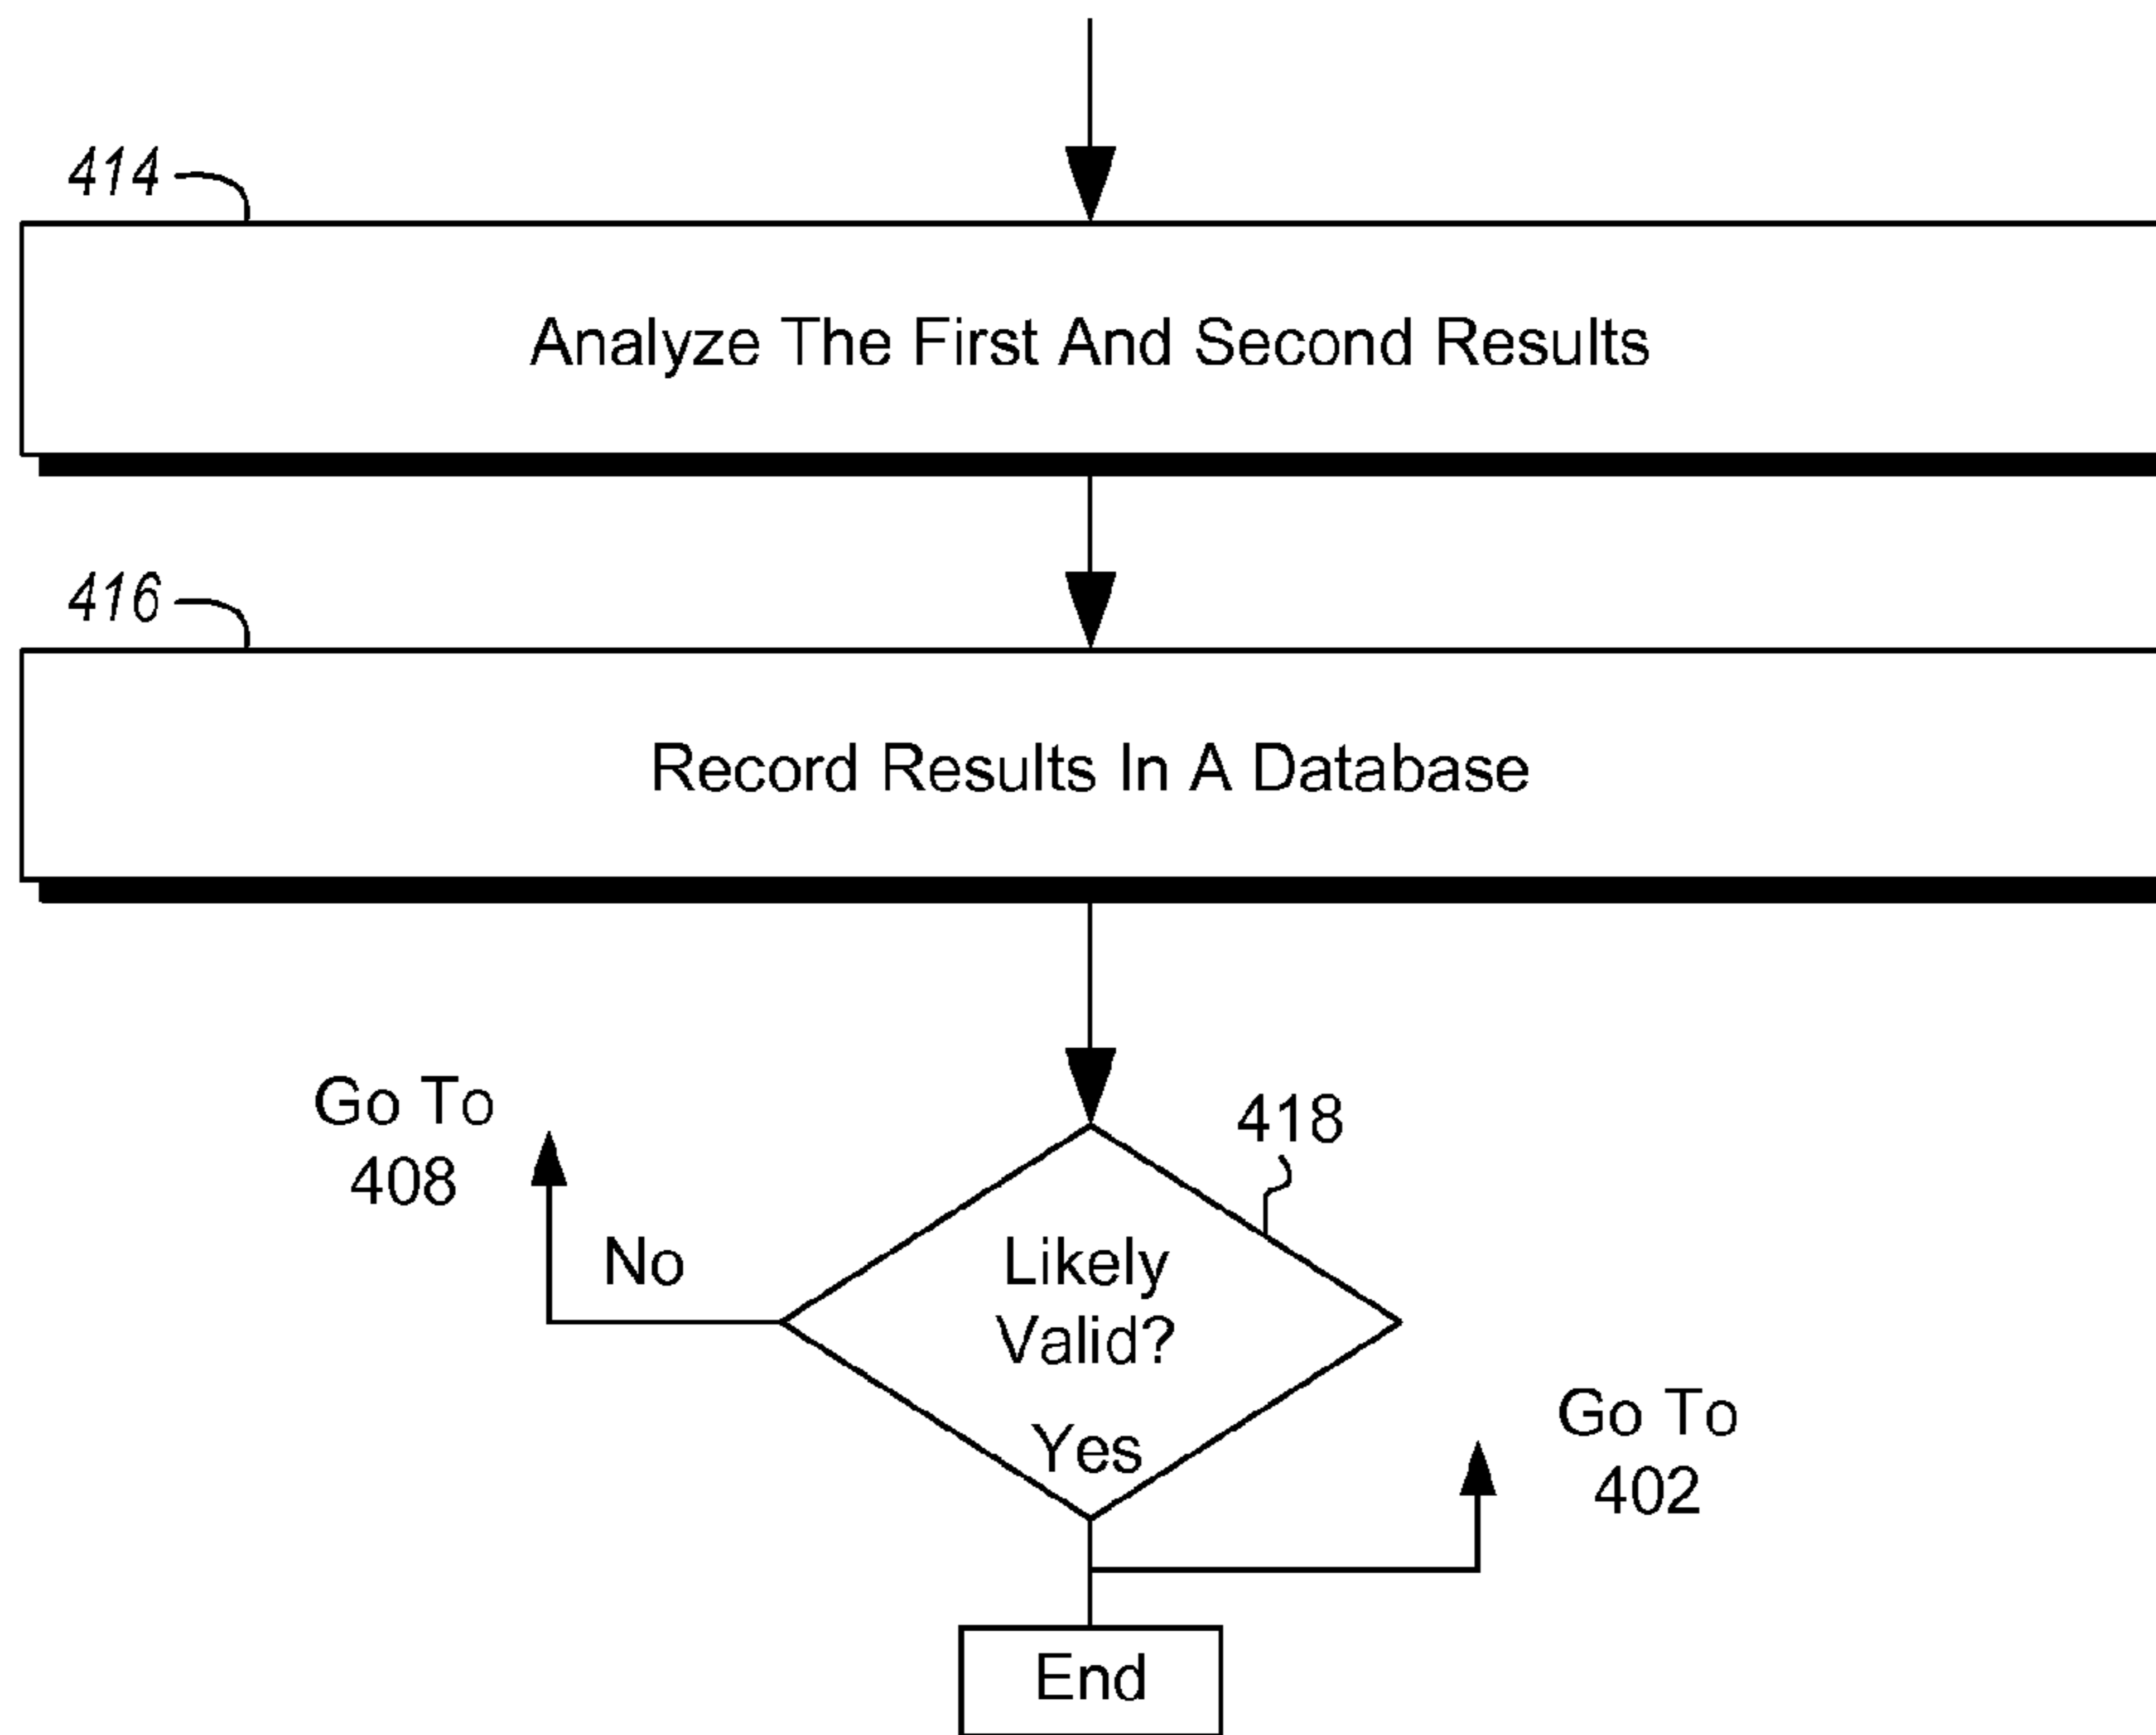 414
Analyze The First And Second Results
416
Record Results In A Database
Go To
408
418
No
Likely
Valid?
Yes
Go To
402
End